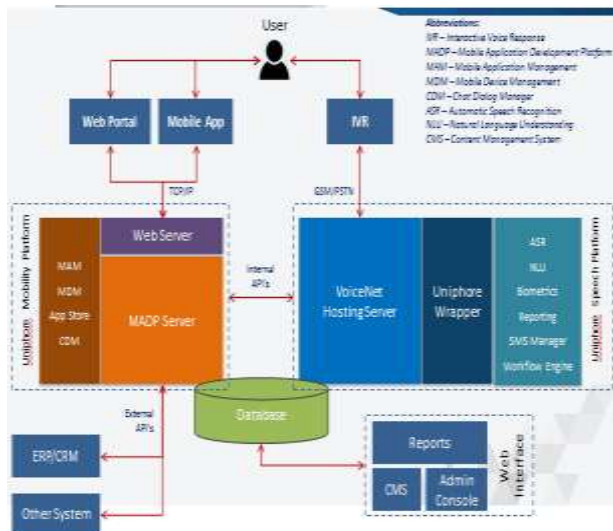 User
Abbreviations:
IVR – Interactive Voice Response
MADP – Mobile Application Development Platform
MAM – Mobile Application Management
MDM – Mobile Device Management
CDM – Chat Dialog Manager
ASR – Automatic Speech Recognition
NLU – Natural Language Understanding
CMS – Content Management System
Web Portal
Mobile App
IVR
TCP/IP
GSM/PSTN
Uniphore Mobility Platform
MAM
MDM
App Store
CDM
Web Server
MADP Server
Internal
API's
VoiceNet
Hosting Server
Uniphore
Wrapper
ASR
NLU
Biometics
Reporting
SMS Manager
Workflow Engine
Uniphore Speech Platform
Database
External
API's
ERP/CRM
Other System
Reports
CMS
Admin
Console
Web
Interface